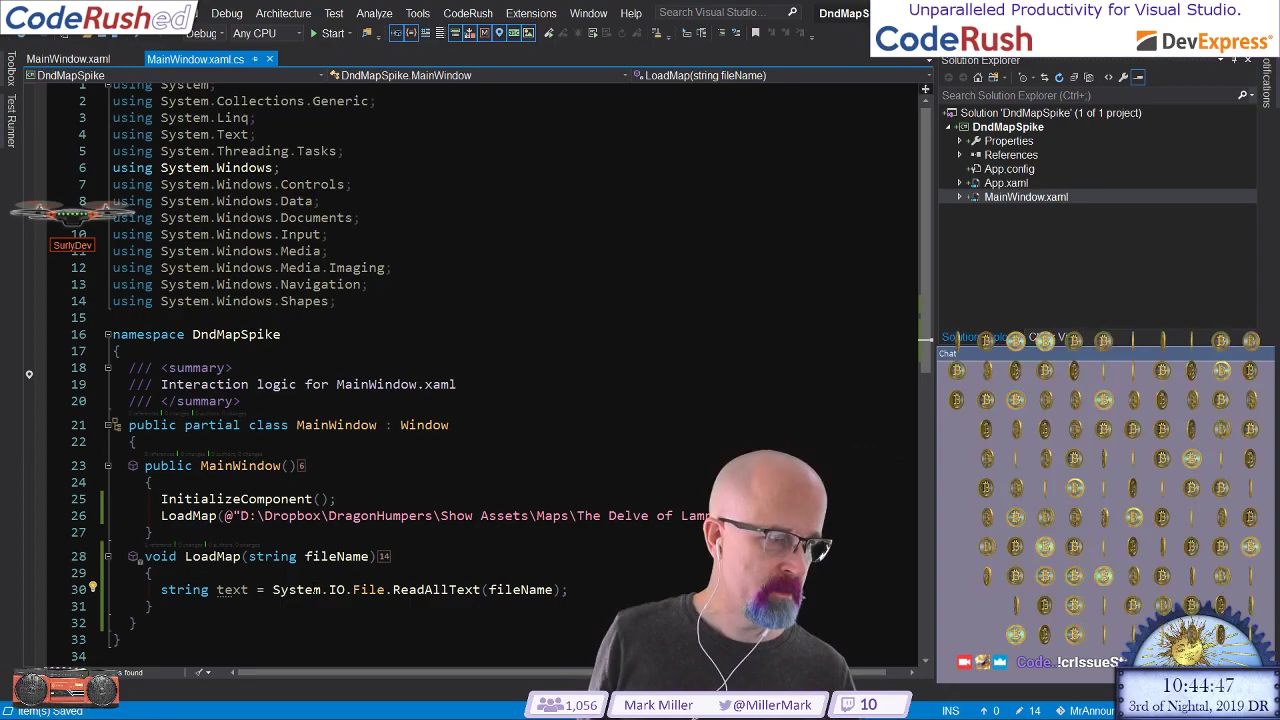 CodeRushed
Debug Architecture Test Analyze Tools CodeRush Extensions Window Help
Search Visual Studio
DndMapS
Unparalleled Productivity for Visual Studio.
CodeRush
DevExpress
Debug
Any CPU
Start
MainWindow.xaml
MainWindow.xaml.cs
Toolbox
Test Runner
DndMapSpike
DndMapSpike MainWindow
LoadMap(string fileName)
1 using System;
2 using System.Collections.Generic;
3 using System.Linq;
4 using System.Text;
5 using System.Threading.Tasks;
6 using System.Windows;
7 using System.Windows.Controls;
8 using System.Windows.Data;
using System.Windows.Documents;
10 using System.Windows.Input;
11 using System.Windows.Media;
12 using System.Windows.Media.Imaging;
13 using System.Windows.Navigation;
14 using System.Windows.Shapes;
15
16 namespace DndMapSpike
17 {
18 /// <summary>
19 /// Interaction logic for MainWindow.xaml
20 /// </summary>
21 public partial class MainWindow : Window
22 {
23 public MainWindow() 6
24 {
25 InitializeComponent();
26 LoadMap(@"D:\Dropbox\DragonHumpers\Show Assets\Maps\The Delve of Lamp
27 }
28 void LoadMap(string fileName) 14
29 {
30 string text = System.IO.File.ReadAllText(fileName);
31 }
32 }
33 }
34
SurlyDev
Solution Explorer
Search Solution Explorer (Ctrl+;)
Solution 'DndMapSpike' (1 of 1 project)
DndMapSpike
Properties
References
App.config
App.xaml
MainWindow.xaml
Notifications
Chat
Code
!crIssueSt
10:44:47
3rd of Nightal, 2019 DR
s found
Item(s) Saved
1,056
Mark Miller
@MillerMark
10
INS
0
14
MrAnnoun